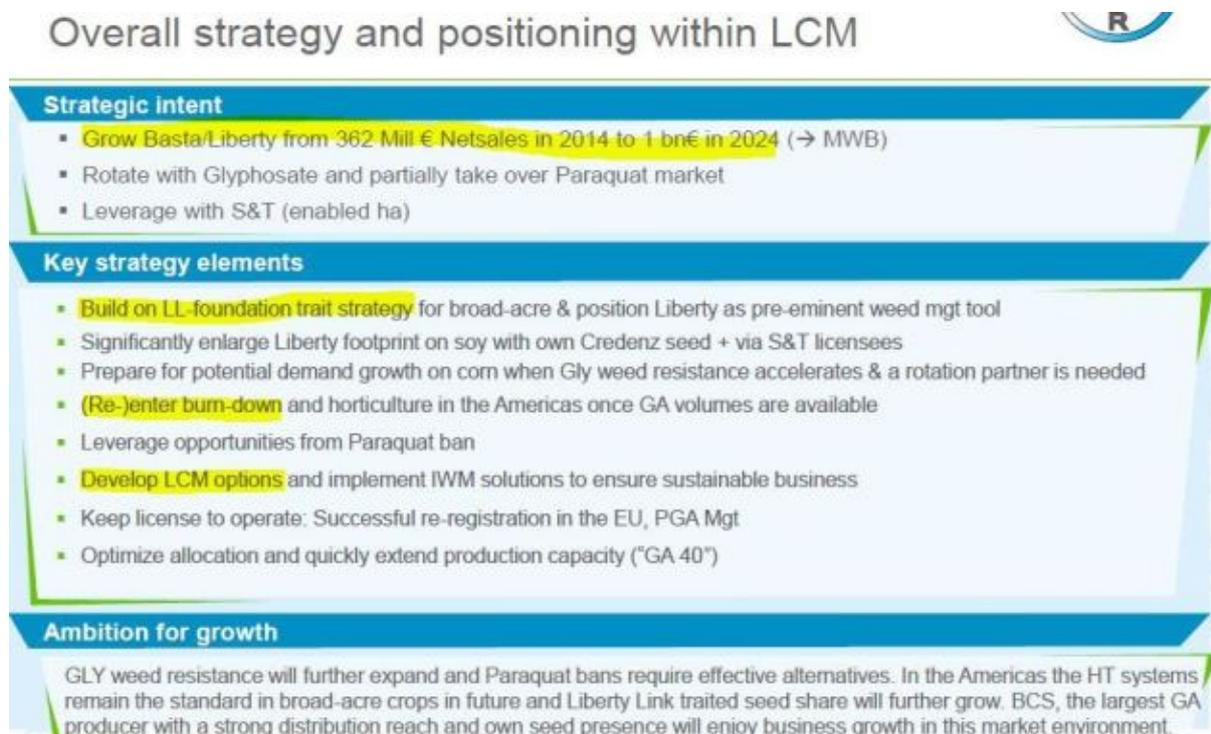 Overall strategy and positioning within LCM
R
Strategic intent
▪ Grow Basta/Liberty from 362 Mill € Netsales in 2014 to 1 bn€ in 2024 (→ MWB)
▪ Rotate with Glyphosate and partially take over Paraquat market
▪ Leverage with S&T (enabled ha)
Key strategy elements
▪ Build on LL-foundation trait strategy for broad-acre & position Liberty as pre-eminent weed mgt tool
▪ Significantly enlarge Liberty footprint on soy with own Credenz seed + via S&T licensees
▪ Prepare for potential demand growth on corn when Gly weed resistance accelerates & a rotation partner is needed
▪ (Re-)enter burn-down and horticulture in the Americas once GA volumes are available
▪ Leverage opportunities from Paraquat ban
▪ Develop LCM options and implement IWM solutions to ensure sustainable business
▪ Keep license to operate: Successful re-registration in the EU, PGA Mgt
▪ Optimize allocation and quickly extend production capacity ("GA 40")
Ambition for growth
GLY weed resistance will further expand and Paraquat bans require effective alternatives. In the Americas the HT systems
remain the standard in broad-acre crops in future and Liberty Link traited seed share will further grow. BCS, the largest GA
producer with a strong distribution reach and own seed presence will enjoy business growth in this market environment.